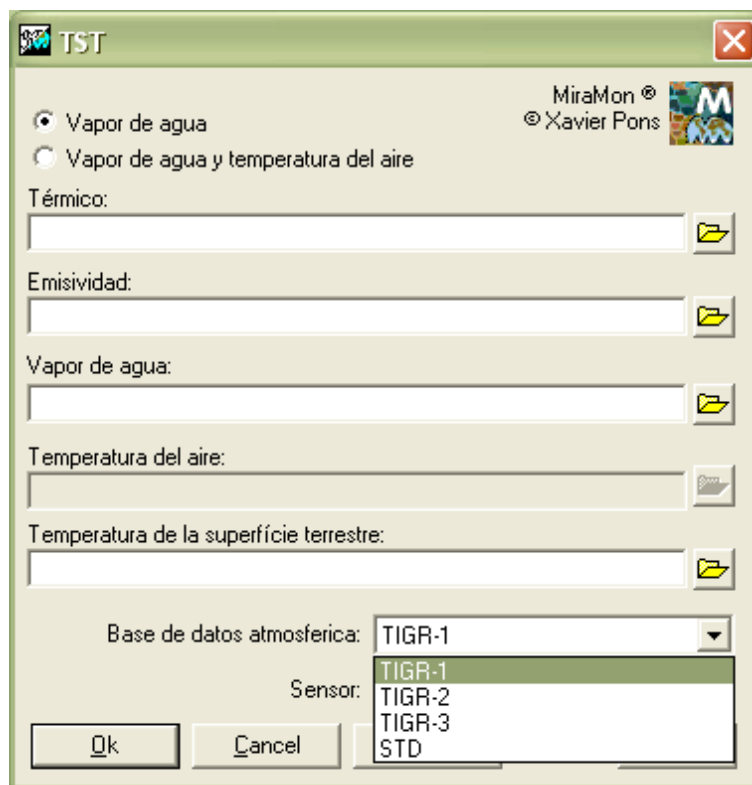 TST
MiraMon ®
© Xavier Pons
Vapor de agua
Vapor de agua y temperatura del aire
Térmico:
Emisividad:
Vapor de agua:
Temperatura del aire:
Temperatura de la superfície terrestre:
Base de datos atmosferica: TIGR-1
TIGR-1
Sensor:
TIGR-2
TIGR-3
STD
Ok
Cancel